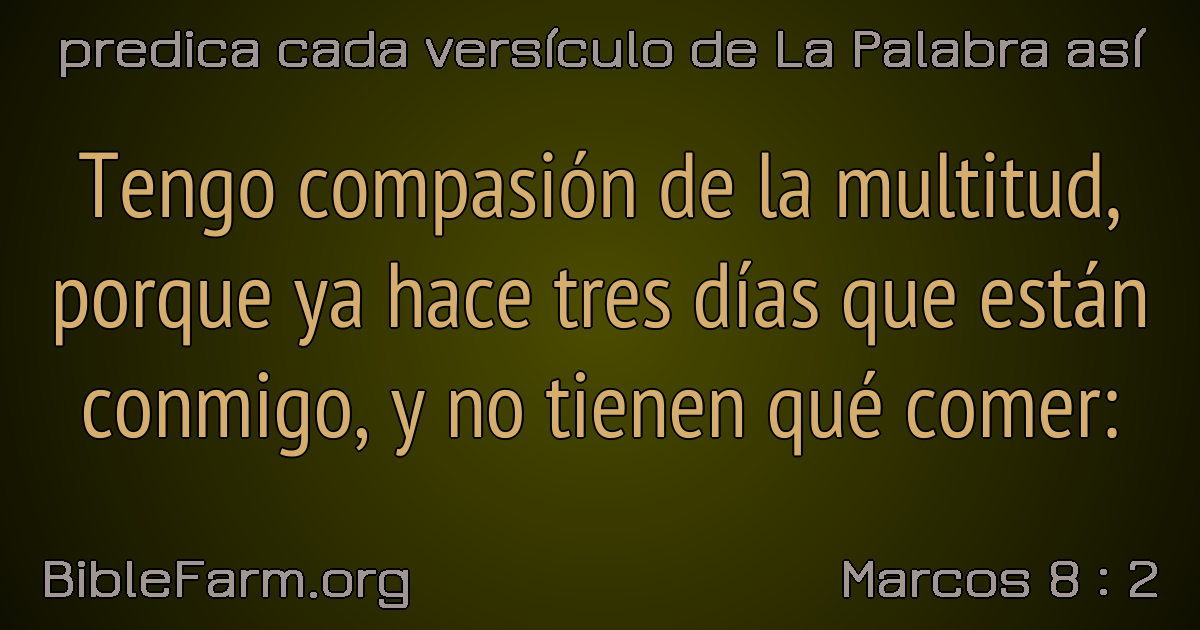 predica cada versículo de La Palabra así
Tengo compasión de la multitud,
porque ya hace tres días que están
conmigo, y no tienen qué comer:
BibleFarm.org
Marcos 8 : 2